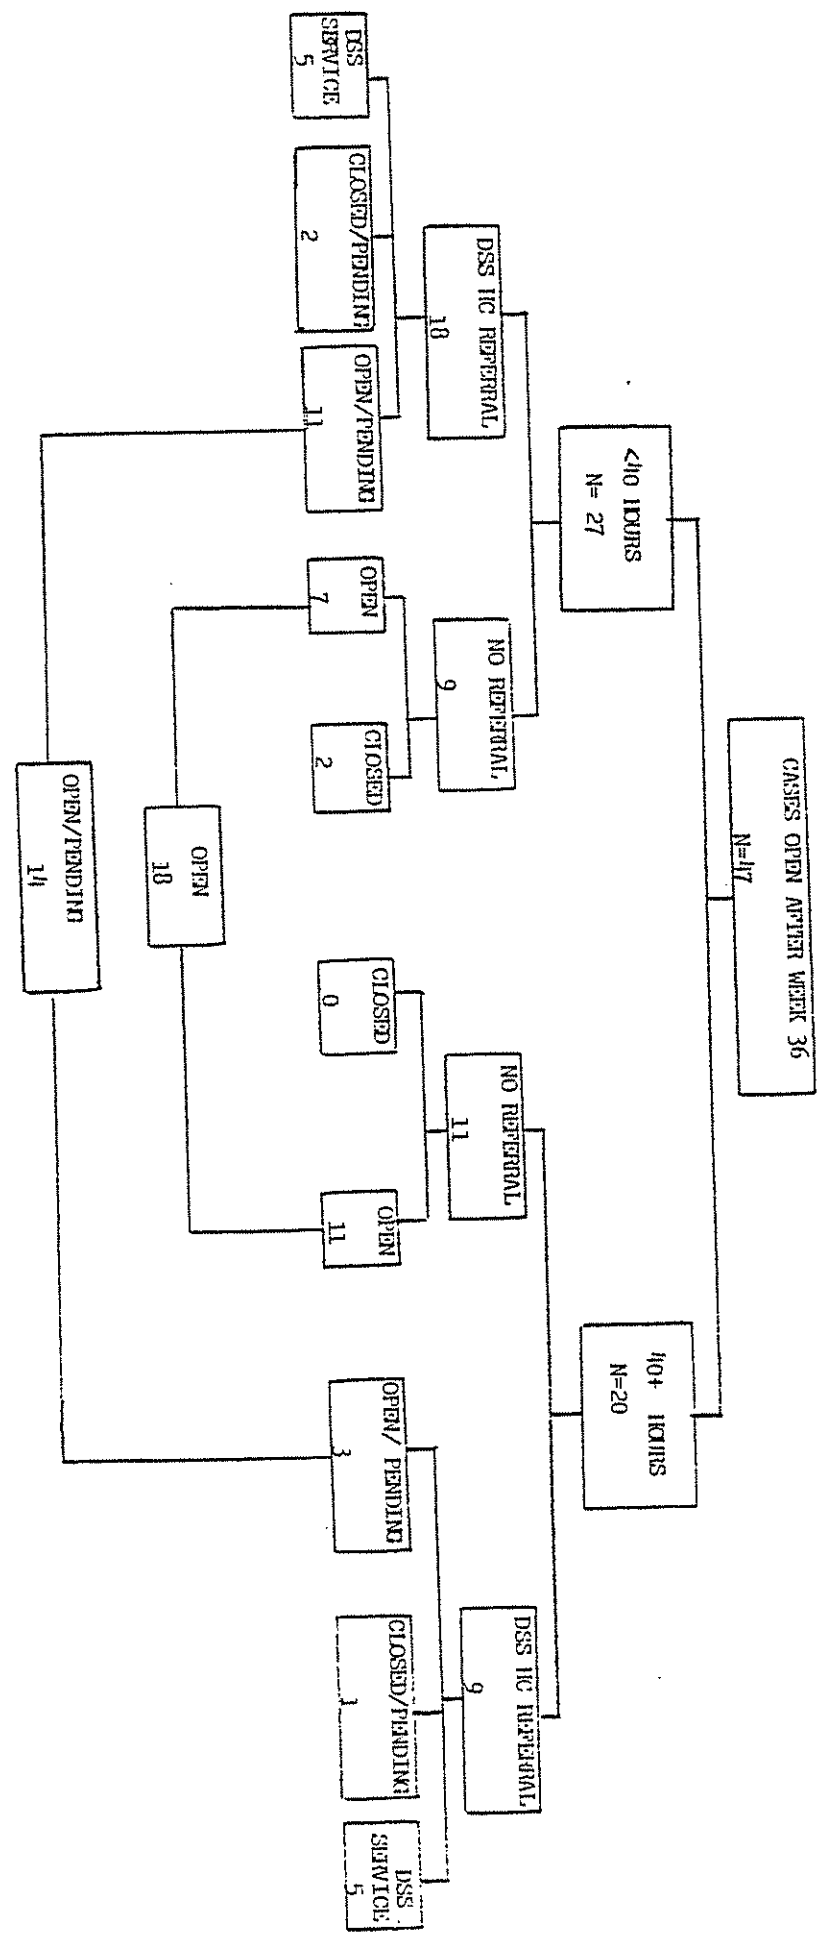 CASES OPEN AFTER WEEK 36
N=47
<40 HOURS
N= 27
40+ HOURS
N=20
DSS HC REFERRAL
18
NO REFERRAL
9
NO REFERRAL
11
DSS HC REFERRAL
9
DSS
SERVICE
5
CLOSED/PENDING
2
OPEN/PENDING
11
OPEN
7
CLOSED
2
CLOSED
0
OPEN
11
OPEN/ PENDING
3
CLOSED/PENDING
1
DSS
SERVICE
5
OPEN
18
OPEN/PENDING
14